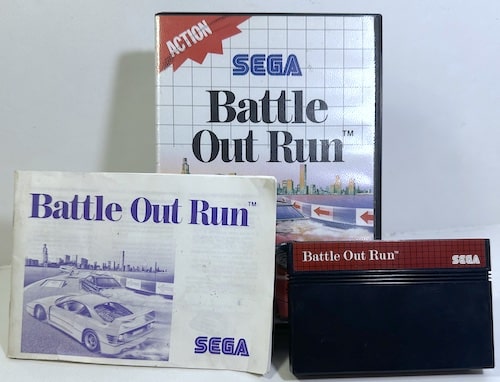 ACTION
SEGA
Battle
Out Run™
Battle Out Run™
SEGA
Battle Out Run™
SEGA